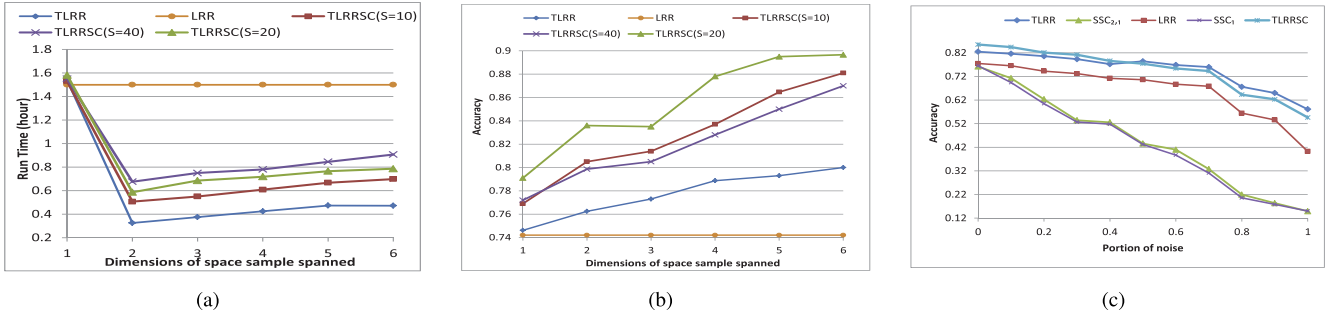 TLRR LRR TLRRSC(S=10)
TLRRSC(S=40) TLRRSC(S=20)
Run Time (hour)
1.8
1.6
1.4
1.2
1
0.8
0.6
0.4
0.2
1 2 3 4 5 6
Dimensions of space sample spanned
(a)
TLRR LRR TLRRSC(S=10)
TLRRSC(S=40) TLRRSC(S=20)
Accuracy
0.9
0.88
0.86
0.84
0.82
0.8
0.78
0.76
0.74
1 2 3 4 5 6
Dimensions of space sample spanned
(b)
TLRR SSC₂,₁ LRR SSC₁ TLRRSC
Accuracy
0.82
0.72
0.62
0.52
0.42
0.32
0.22
0.12
0 0.2 0.4 0.6 0.8 1
Portion of noise
(c)